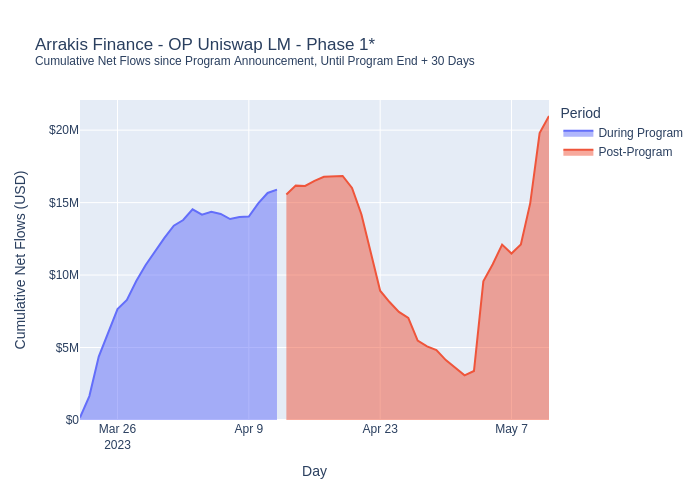 Arrakis Finance - OP Uniswap LM - Phase 1*
Cumulative Net Flows since Program Announcement, Until Program End + 30 Days
Period
During Program
Post-Program
Cumulative Net Flows (USD)
$20M
$15M
$10M
$5M
$0
Mar 26
2023
Apr 9
Apr 23
May 7
Day